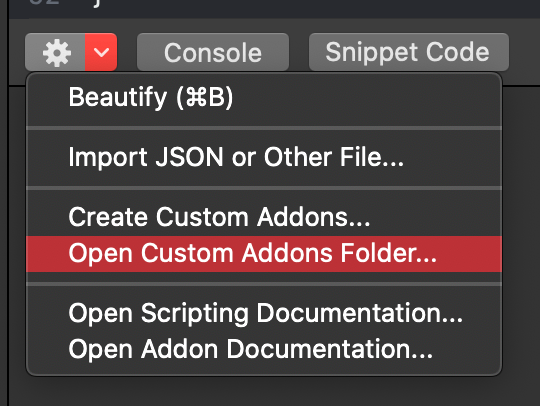 Console
Snippet Code
Beautify (⌘B)
Import JSON or Other File...
Create Custom Addons...
Open Custom Addons Folder...
Open Scripting Documentation...
Open Addon Documentation...